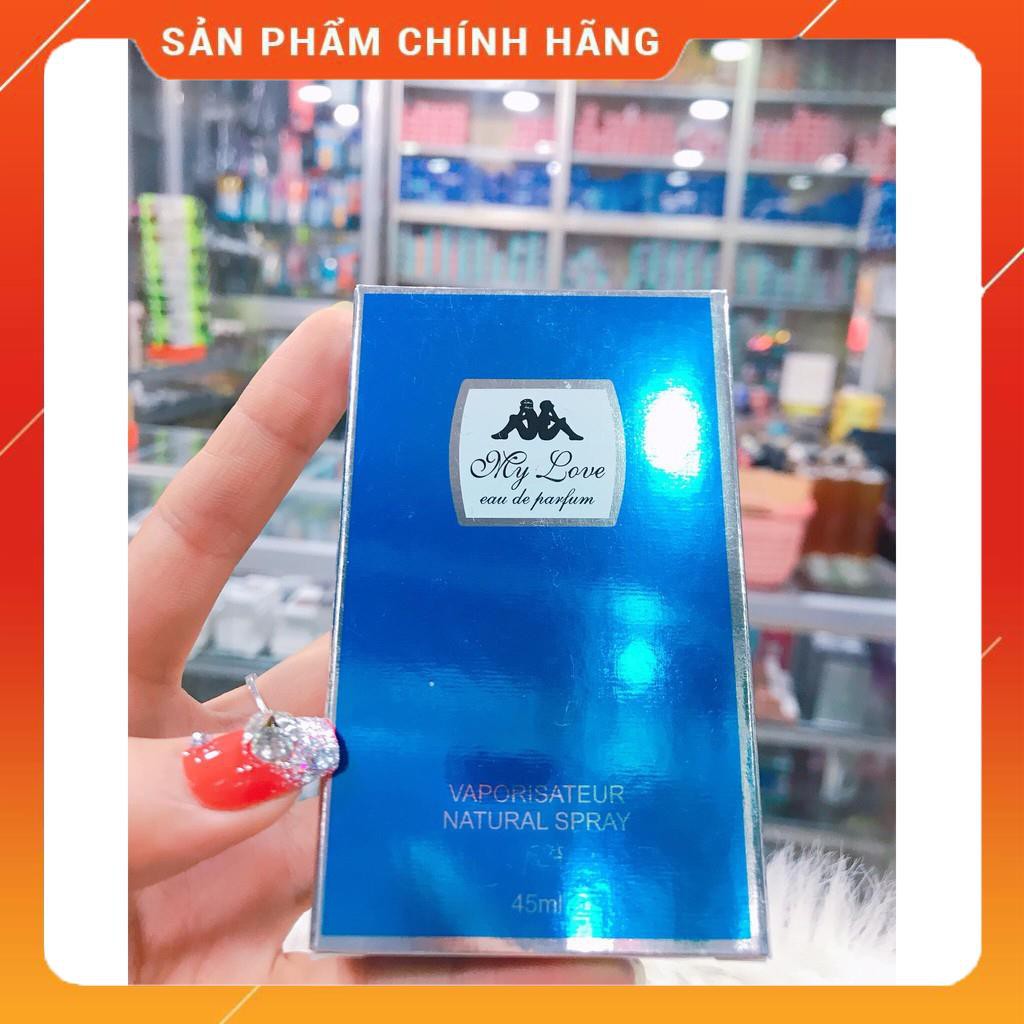 SẢN PHẨM CHÍNH HÃNG
My Love
eau de parfum
VAPORISATEUR
NATURAL SPRAY
45ml